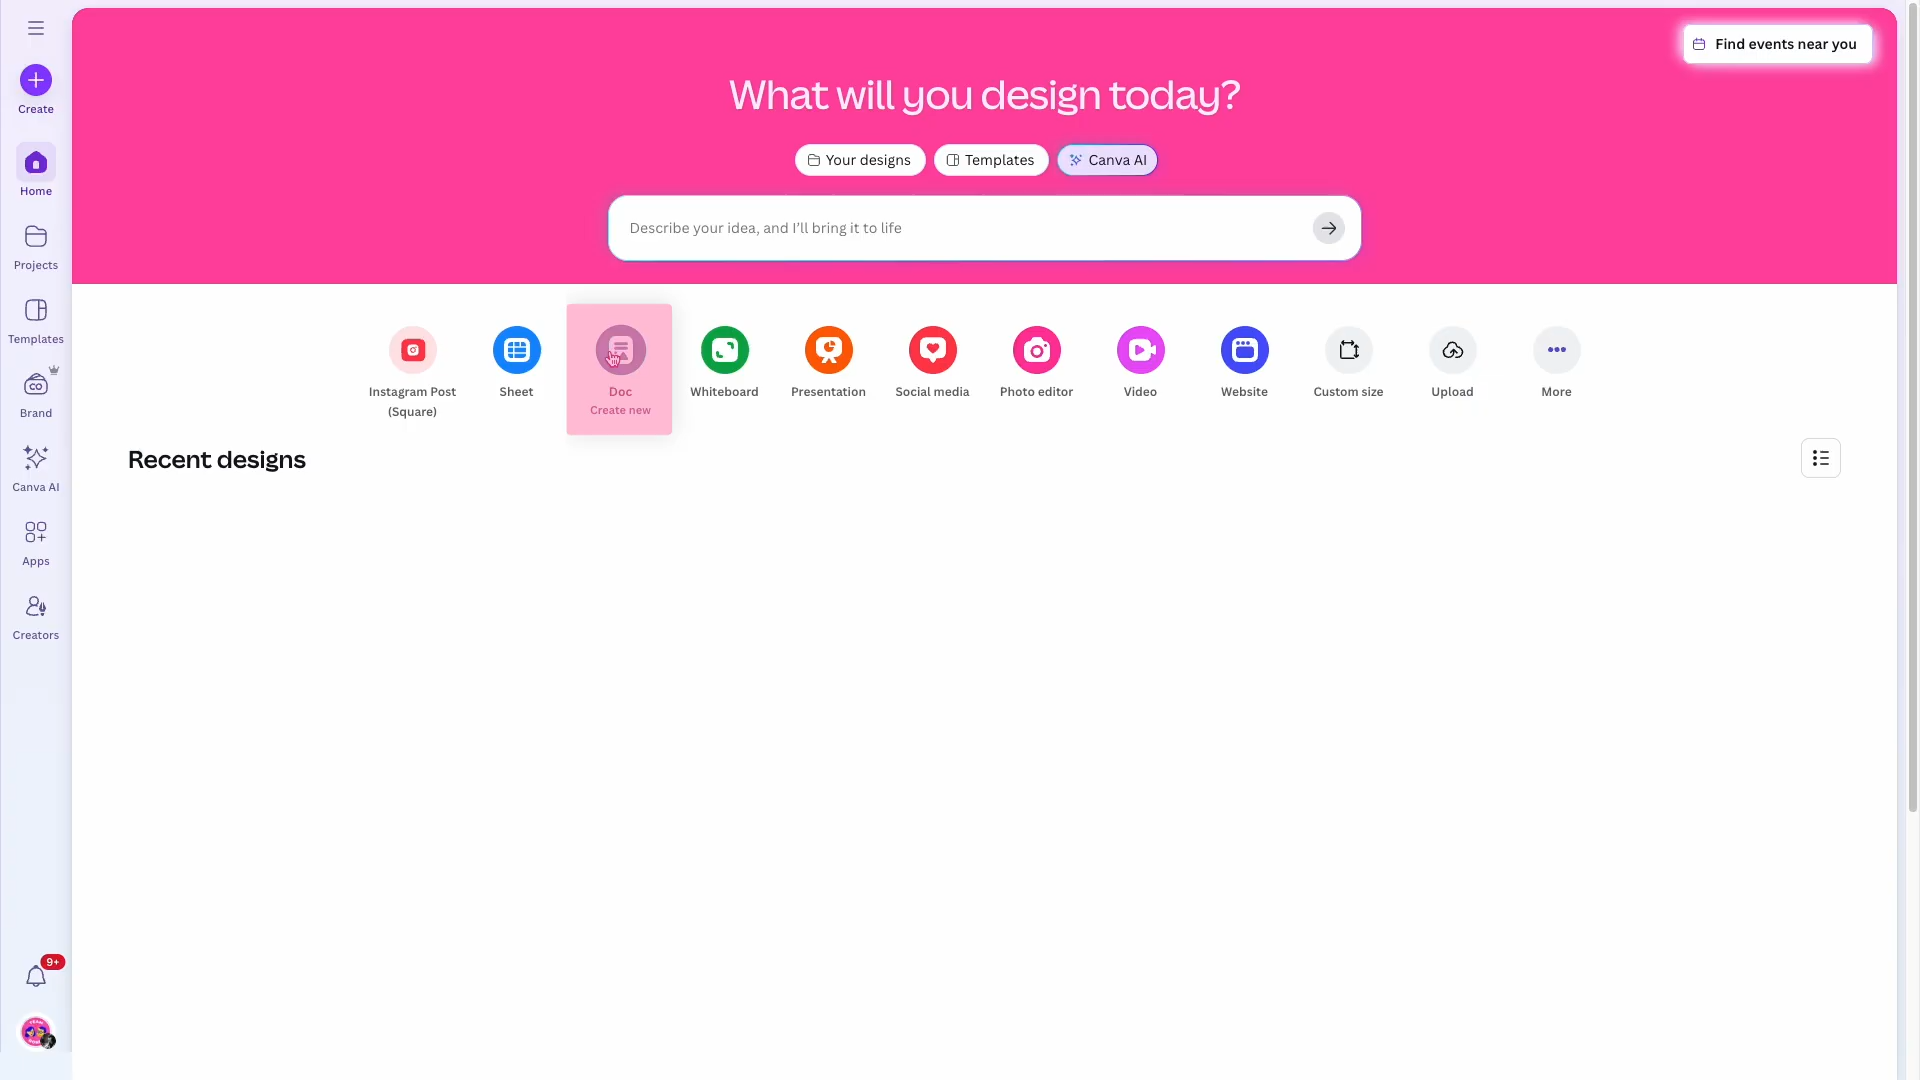 Find events near you
What will you design today?
Create
Your designs
Templates
Canva AI
Home
Describe your idea, and I'll bring it to life
Projects
Templates
Brand
Canva AI
Apps
Creators
9+
Instagram Post
(Square)
Sheet
Doc
Create new
Whiteboard
Presentation
Social media
Photo editor
Video
Website
Custom size
Upload
More
Recent designs